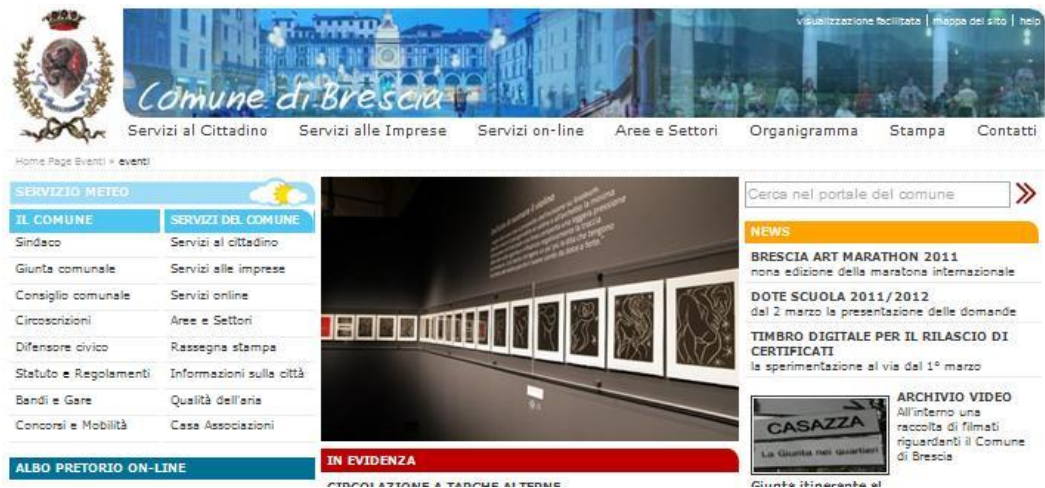 visualizzazione facilitata | mappa del sito | help
Comune di Brescia
Servizi al Cittadino Servizi alle Imprese Servizi on-line Aree e Settori Organigramma Stampa Contatti
Home Page Eventi » eventi
SERVIZIO METEO
IL COMUNE
Sindaco
Giunta comunale
Consiglio comunale
Circoscrizioni
Difensore civico
Statuto e Regolamenti
Bandi e Gare
Concorsi e Mobilità
SERVIZI DEL COMUNE
Servizi al cittadino
Servizi alle imprese
Servizi online
Aree e Settori
Rassegna stampa
Informazioni sulla città
Qualità dell'aria
Casa Associazioni
ALBO PRETORIO ON-LINE
IN EVIDENZA
CIRCOLAZIONE A TARGHE ALTERNE
Cerca nel portale del comune
NEWS
BRESCIA ART MARATHON 2011
nona edizione della maratona internazionale
DOTE SCUOLA 2011/2012
dal 2 marzo la presentazione delle domande
TIMBRO DIGITALE PER IL RILASCIO DI
CERTIFICATI
la sperimentazione al via dal 1° marzo
CASAZZA
La Giunta nei quartieri
ARCHIVIO VIDEO
All'interno una
raccolta di filmati
riguardanti il Comune
di Brescia
Giunta itinerante al